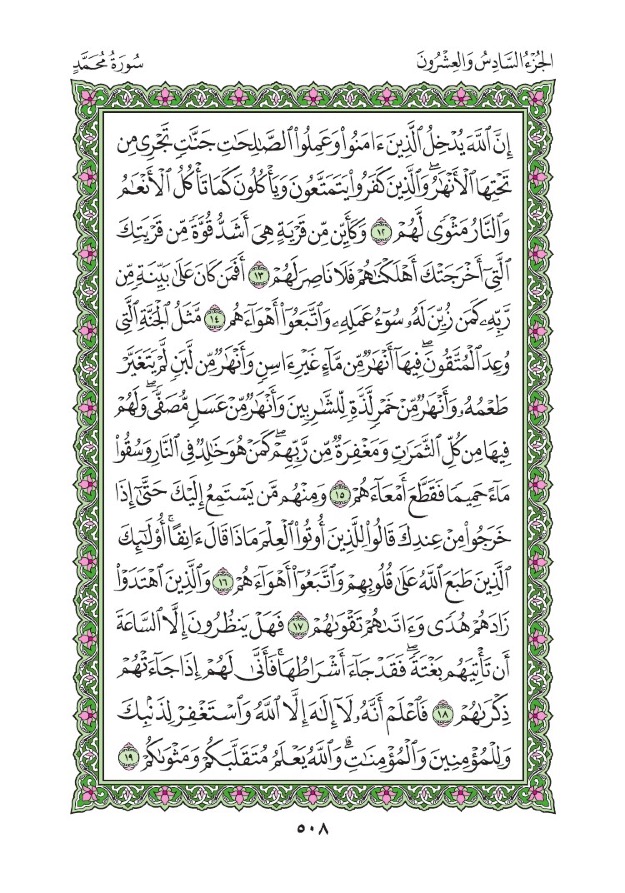 الجُزْءُ السَّادِسُ وَالعِشْرُونَ
سُورَةُ مُحَمَّدٍ
إِنَّ ٱللَّهَ يُدْخِلُ ٱلَّذِينَ ءَامَنُوا۟ وَعَمِلُوا۟ ٱلصَّٰلِحَٰتِ جَنَّٰتٍ تَجْرِى مِن
تَحْتِهَا ٱلْأَنْهَٰرُ ۖ وَٱلَّذِينَ كَفَرُوا۟ يَتَمَتَّعُونَ وَيَأْكُلُونَ كَمَا تَأْكُلُ ٱلْأَنْعَٰمُ
وَٱلنَّارُ مَثْوًى لَّهُمْ ١٢ وَكَأَيِّن مِّن قَرْيَةٍ هِىَ أَشَدُّ قُوَّةً مِّن قَرْيَتِكَ
ٱلَّتِىٓ أَخْرَجَتْكَ أَهْلَكْنَٰهُمْ فَلَا نَاصِرَ لَهُمْ ١٣ أَفَمَن كَانَ عَلَىٰ بَيِّنَةٍ مِّن
رَّبِّهِۦ كَمَن زُيِّنَ لَهُۥ سُوٓءُ عَمَلِهِۦ وَٱتَّبَعُوٓا۟ أَهْوَآءَهُم ١٤ مَّثَلُ ٱلْجَنَّةِ ٱلَّتِى
وُعِدَ ٱلْمُتَّقُونَ ۖ فِيهَآ أَنْهَٰرٌ مِّن مَّآءٍ غَيْرِ ءَاسِنٍ وَأَنْهَٰرٌ مِّن لَّبَنٍ لَّمْ يَتَغَيَّرْ
طَعْمُهُۥ وَأَنْهَٰرٌ مِّنْ خَمْرٍ لَّذَّةٍ لِّلشَّٰرِبِينَ وَأَنْهَٰرٌ مِّنْ عَسَلٍ مُّصَفًّى ۖ وَلَهُمْ
فِيهَا مِن كُلِّ ٱلثَّمَرَٰتِ وَمَغْفِرَةٌ مِّن رَّبِّهِمْ ۖ كَمَنْ هُوَ خَٰلِدٌ فِى ٱلنَّارِ وَسُقُوا۟
مَآءً حَمِيمًا فَقَطَّعَ أَمْعَآءَهُمْ ١٥ وَمِنْهُم مَّن يَسْتَمِعُ إِلَيْكَ حَتَّىٰٓ إِذَا
خَرَجُوا۟ مِنْ عِندِكَ قَالُوا۟ لِلَّذِينَ أُوتُوا۟ ٱلْعِلْمَ مَاذَا قَالَ ءَانِفًا ۚ أُو۟لَٰٓئِكَ
ٱلَّذِينَ طَبَعَ ٱللَّهُ عَلَىٰ قُلُوبِهِمْ وَٱتَّبَعُوٓا۟ أَهْوَآءَهُمْ ١٦ وَٱلَّذِينَ ٱهْتَدَوْا۟
زَادَهُمْ هُدًى وَءَاتَىٰهُمْ تَقْوَىٰهُمْ ١٧ فَهَلْ يَنظُرُونَ إِلَّا ٱلسَّاعَةَ
أَن تَأْتِيَهُم بَغْتَةً ۖ فَقَدْ جَآءَ أَشْرَاطُهَا ۚ فَأَنَّىٰ لَهُمْ إِذَا جَآءَتْهُمْ
ذِكْرَىٰهُمْ ١٨ فَٱعْلَمْ أَنَّهُۥ لَآ إِلَٰهَ إِلَّا ٱللَّهُ وَٱسْتَغْفِرْ لِذَنۢبِكَ
وَلِلْمُؤْمِنِينَ وَٱلْمُؤْمِنَٰتِ ۗ وَٱللَّهُ يَعْلَمُ مُتَقَلَّبَكُمْ وَمَثْوَىٰكُمْ ١٩
٥٠٨